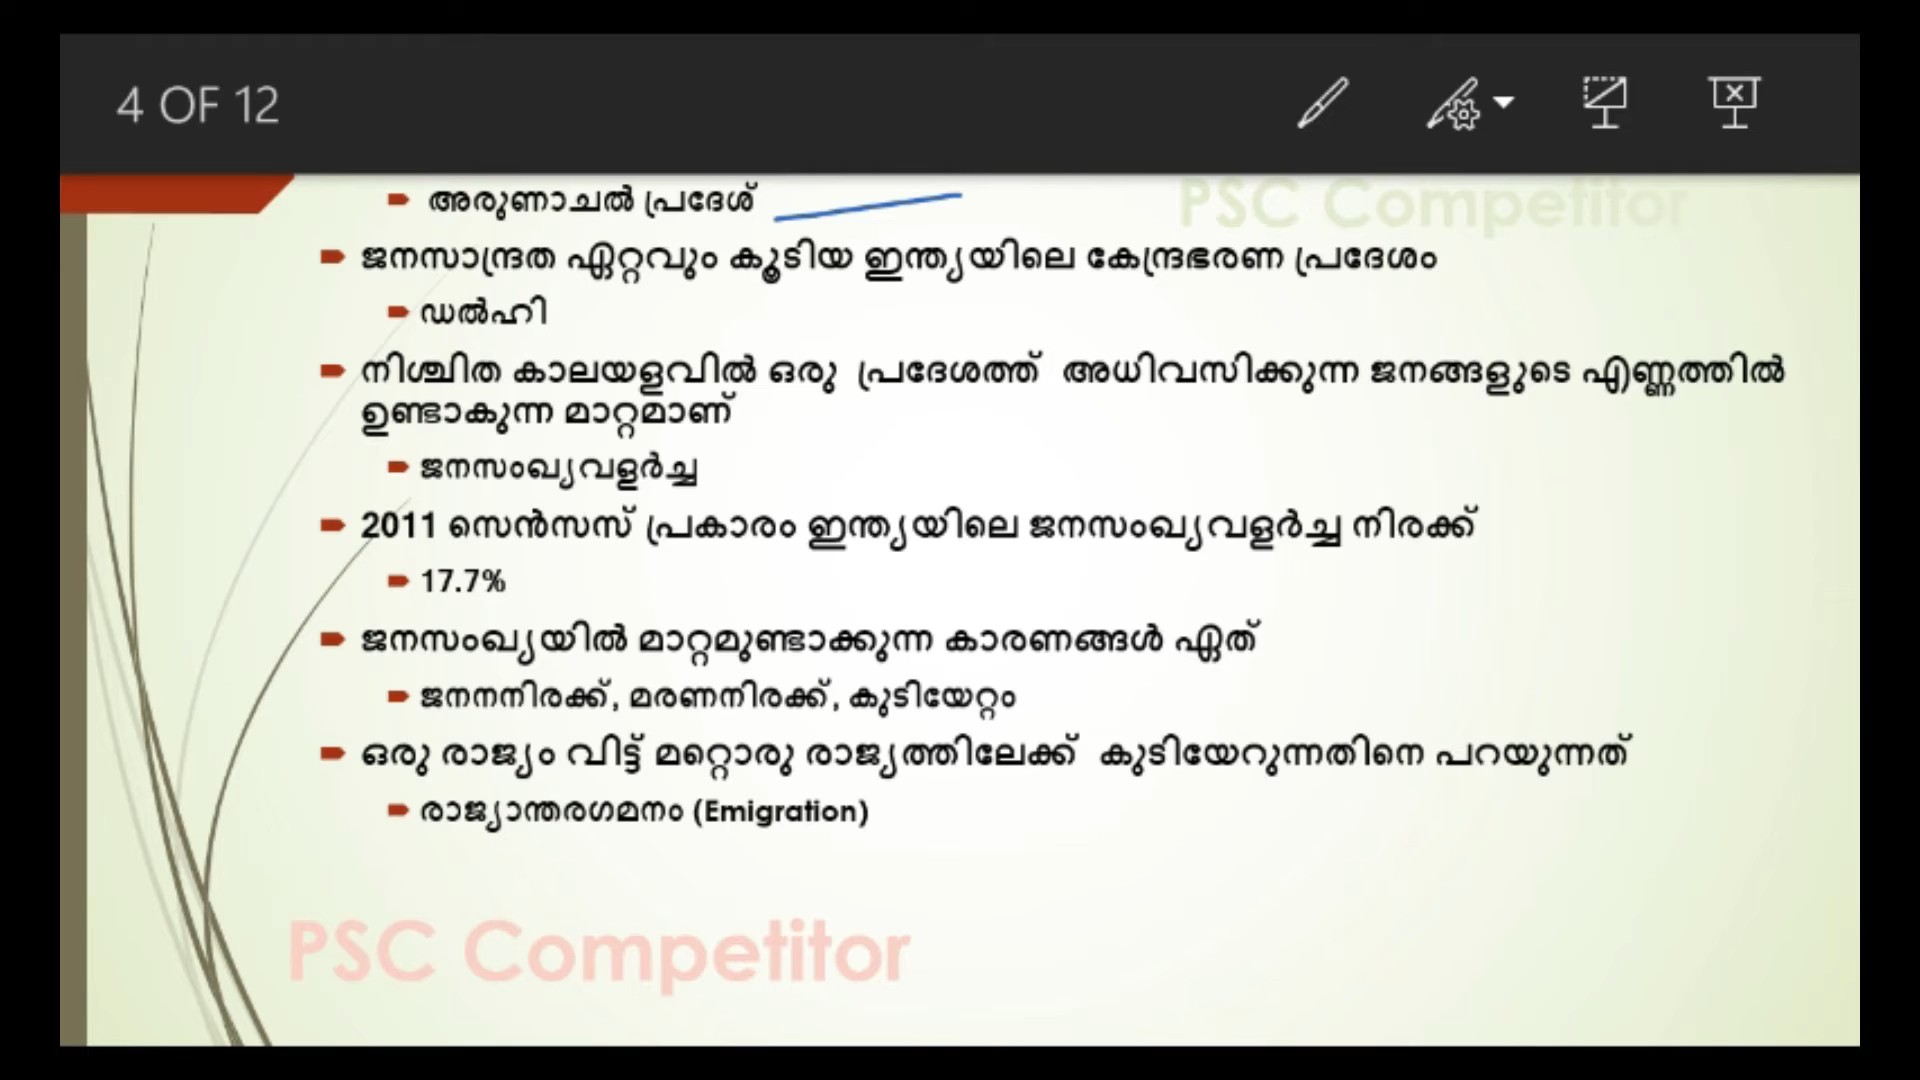 4 OF 12
അരുണാചൽ പ്രദേശ്
PSC Competitor
ജനസാന്ദ്രത ഏറ്റവും കൂടിയ ഇന്ത്യയിലെ കേന്ദ്രഭരണ പ്രദേശം
ഡൽഹി
നിശ്ചിത കാലയളവിൽ ഒരു പ്രദേശത്ത് അധിവസിക്കുന്ന ജനങ്ങളുടെ എണ്ണത്തിൽ
ഉണ്ടാകുന്ന മാറ്റമാണ്
ജനസംഖ്യവളർച്ച
2011 സെൻസസ് പ്രകാരം ഇന്ത്യയിലെ ജനസംഖ്യവളർച്ച നിരക്ക്
17.7%
ജനസംഖ്യയിൽ മാറ്റമുണ്ടാക്കുന്ന കാരണങ്ങൾ ഏത്
ജനനനിരക്ക്, മരണനിരക്ക്, കുടിയേറ്റം
ഒരു രാജ്യം വിട്ട് മറ്റൊരു രാജ്യത്തിലേക്ക് കുടിയേറുന്നതിനെ പറയുന്നത്
രാജ്യാന്തരഗമനം (Emigration)
PSC Competitor